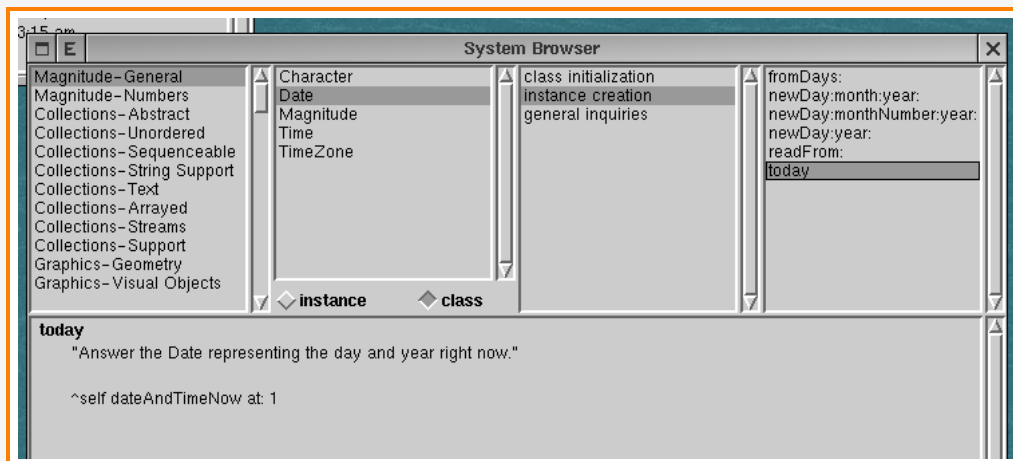 3:15 am
E
System Browser
Magnitude-General
Magnitude-Numbers
Collections-Abstract
Collections-Unordered
Collections-Sequenceable
Collections-String Support
Collections-Text
Collections-Arrayed
Collections-Streams
Collections-Support
Graphics-Geometry
Graphics-Visual Objects
Character
Date
Magnitude
Time
TimeZone
instance
class
class initialization
instance creation
general inquiries
fromDays:
newDay:month:year:
newDay:monthNumber:year:
newDay:year:
readFrom:
today
today
"Answer the Date representing the day and year right now."
^self dateAndTimeNow at: 1